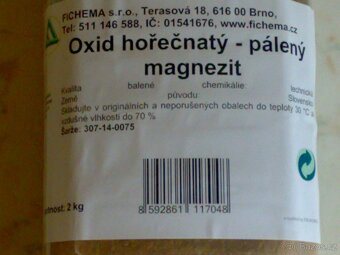 FICHEMA s.r.o., Terasová 18, 616 00 Brno,
Tel: 511 146 588, IČ: 01541676, www.fichema.cz
Oxid hořečnatý - pálený
magnezit
Kvalita balené chemikálie: technická
Země původu: Slovensko
Skladujte v originálních a neporušených obalech do teploty 30 °C
vzdušné vlhkosti do 70 %
Šarže: 307-14-0075
2 kg
8 592861 117048